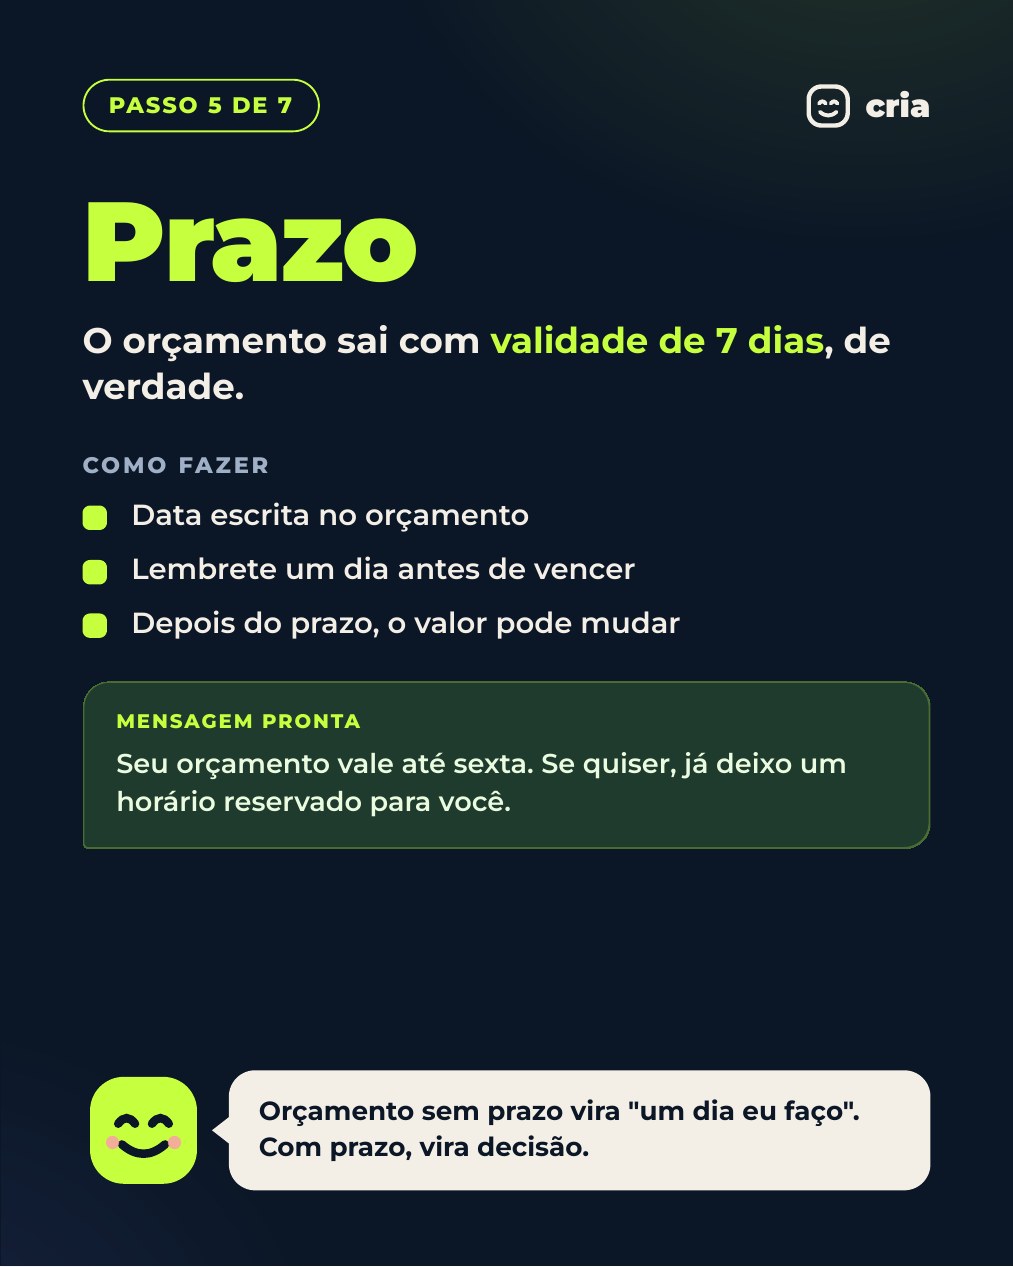 PASSO 5 DE 7
cria
Prazo
O orçamento sai com validade de 7 dias, de
verdade.
COMO FAZER
Data escrita no orçamento
Lembrete um dia antes de vencer
Depois do prazo, o valor pode mudar
MENSAGEM PRONTA
Seu orçamento vale até sexta. Se quiser, já deixo um
horário reservado para você.
Orçamento sem prazo vira "um dia eu faço".
Com prazo, vira decisão.